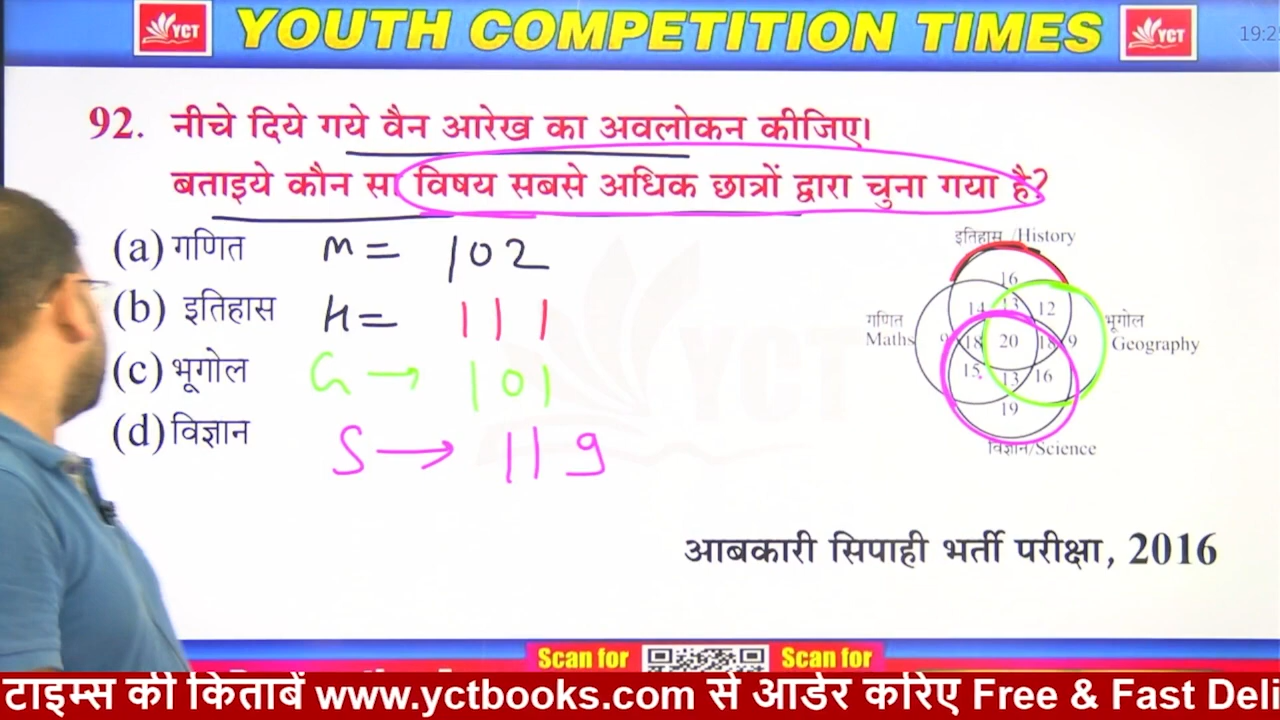 YCT
YOUTH COMPETITION TIMES
YCT
92. नीचे दिये गये वैन आरेख का अवलोकन कीजिए।
बताइये कौन सा विषय सबसे अधिक छात्रों द्वारा चुना गया है?
(a) गणित M = 102
(b) इतिहास H = 111
(c) भूगोल G → 101
(d) विज्ञान S → 119
इतिहास /History
16
14 13 12
गणित
Maths
भूगोल
Geography
9 18 20 18 9
15 13 16
19
विज्ञान/Science
YCT
आबकारी सिपाही भर्ती परीक्षा, 2016
Scan for Scan for
टाइम्स की किताबें www.yctbooks.com से आर्डर करिए Free & Fast Deli